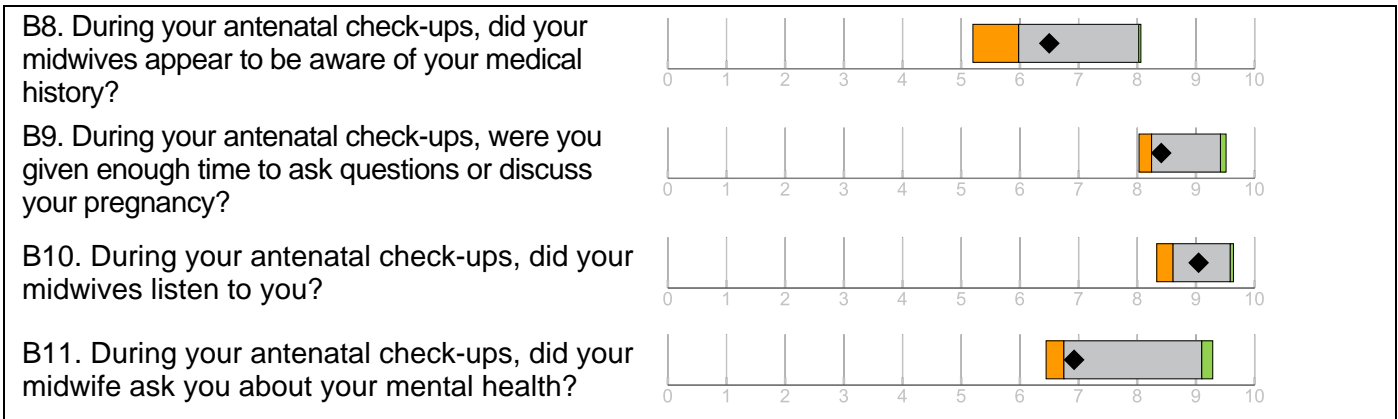 B8. During your antenatal check-ups, did your
midwives appear to be aware of your medical
history?
0 1 2 3 4 5 6 7 8 9 10
B9. During your antenatal check-ups, were you
given enough time to ask questions or discuss
your pregnancy?
0 1 2 3 4 5 6 7 8 9 10
B10. During your antenatal check-ups, did your
midwives listen to you?
0 1 2 3 4 5 6 7 8 9 10
B11. During your antenatal check-ups, did your
midwife ask you about your mental health?
0 1 2 3 4 5 6 7 8 9 10